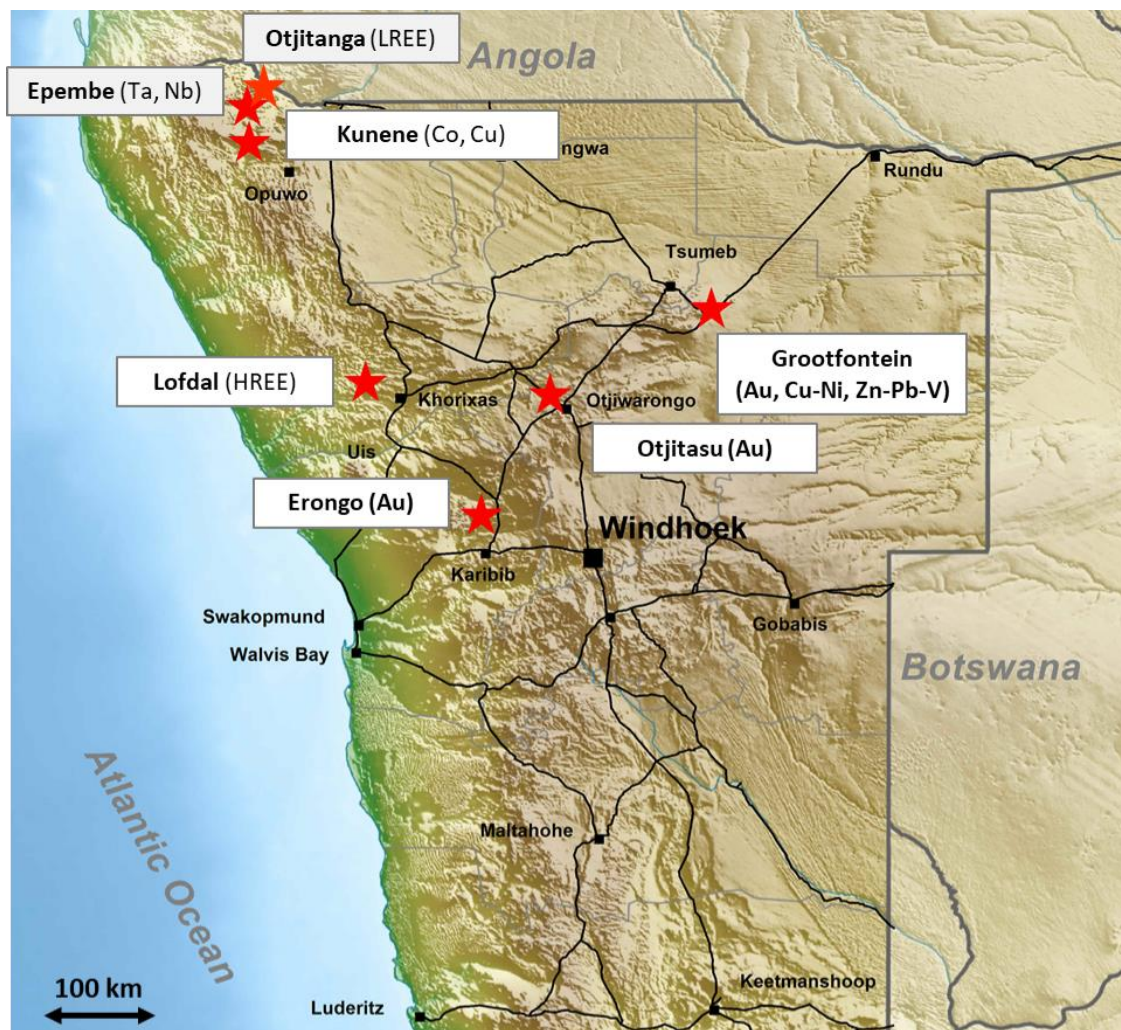 Otjitanga (LREE)
Angola
Epembe (Ta, Nb)
Kunene (Co, Cu)
ngwa
Rundu
Opuwo
Tsumeb
Lofdal (HREE)
Khorixas
Grootfontein
(Au, Cu-Ni, Zn-Pb-V)
Otjiwarongo
Uis
Otjitasu (Au)
Erongo (Au)
Windhoek
Karibib
Swakopmund
Gobabis
Walvis Bay
Botswana
Atlantic Ocean
Maltahohe
Keetmanshoop
100 km
Luderitz